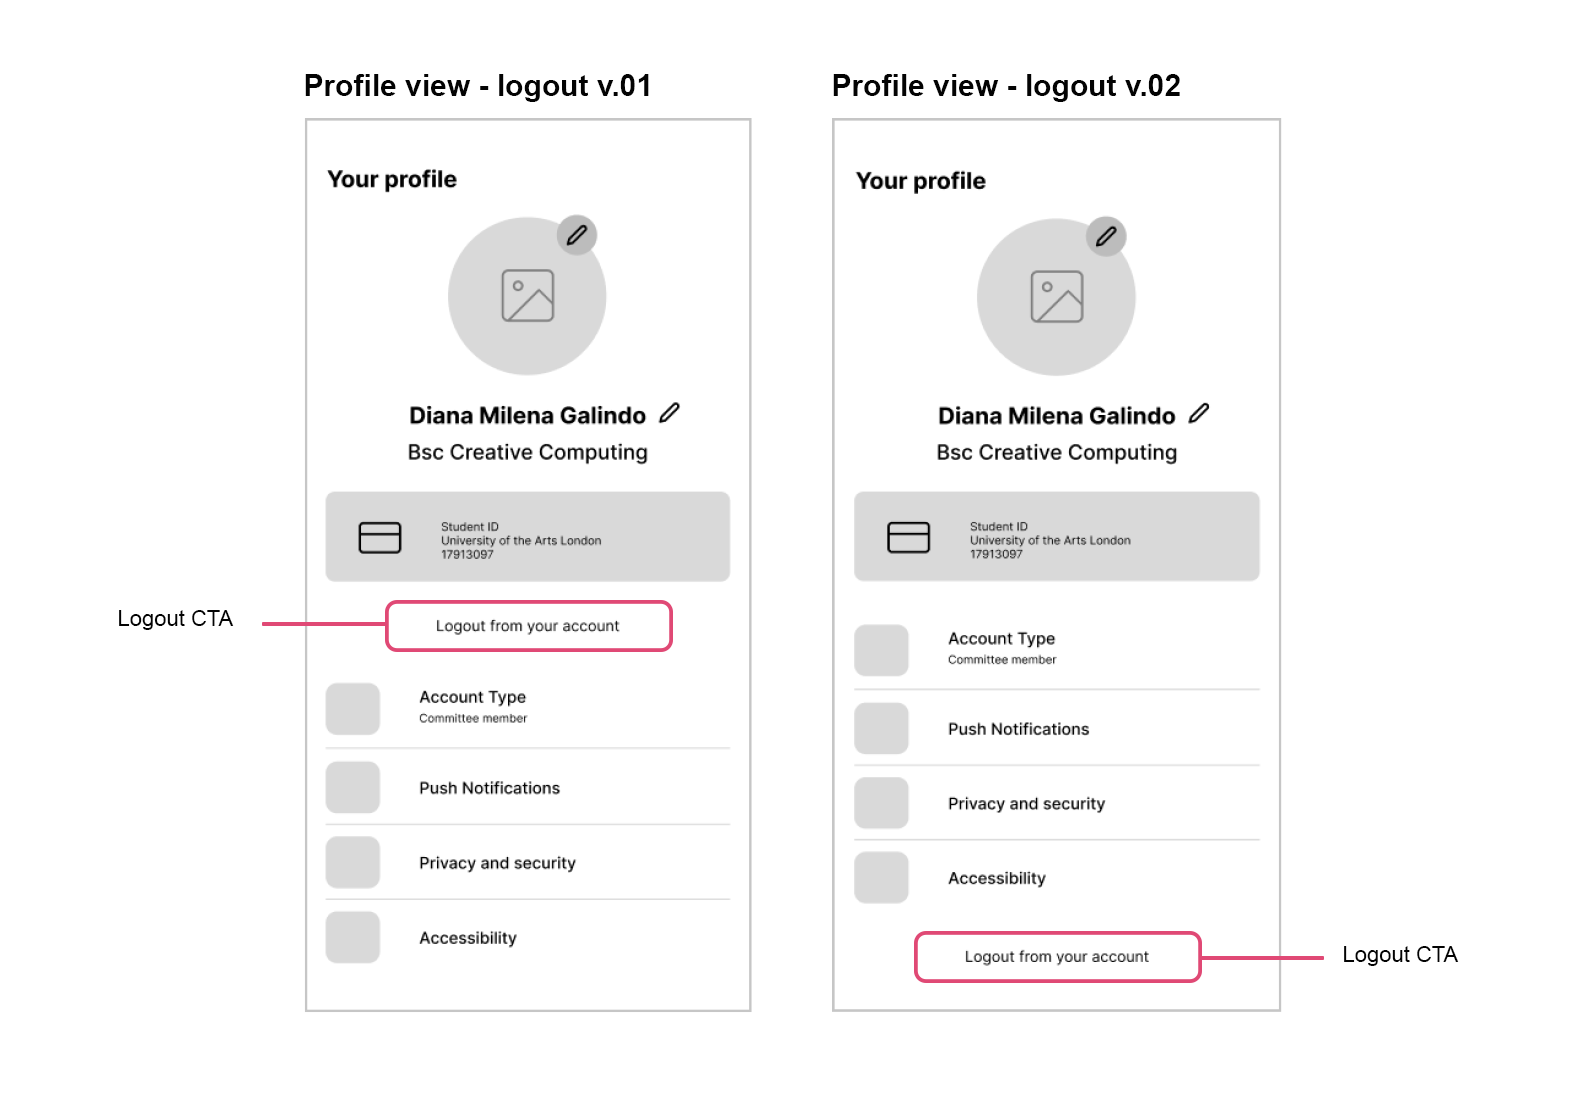 Profile view - logout v.01
Your profile
Diana Milena Galindo
Bsc Creative Computing
Student ID
University of the Arts London
17913097
Logout CTA
Logout from your account
Account Type
Committee member
Push Notifications
Privacy and security
Accessibility
Profile view - logout v.02
Your profile
Diana Milena Galindo
Bsc Creative Computing
Student ID
University of the Arts London
17913097
Account Type
Committee member
Push Notifications
Privacy and security
Accessibility
Logout from your account
Logout CTA